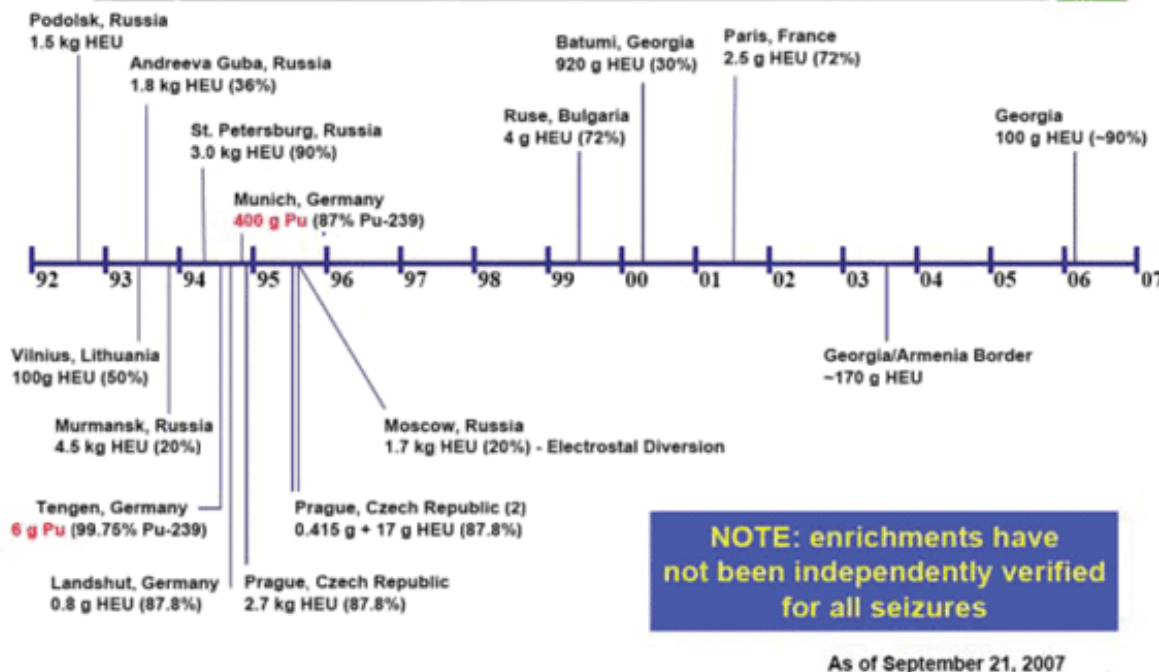 Podolsk, Russia
1.5 kg HEU
Andreeva Guba, Russia
1.8 kg HEU (36%)
St. Petersburg, Russia
3.0 kg HEU (90%)
Munich, Germany
400 g Pu (87% Pu-239)
Ruse, Bulgaria
4 g HEU (72%)
Batumi, Georgia
920 g HEU (30%)
Paris, France
2.5 g HEU (72%)
Georgia
100 g HEU (~90%)
92 93 94 95 96 97 98 99 00 01 02 03 04 05 06 07
Vilnius, Lithuania
100g HEU (50%)
Murmansk, Russia
4.5 kg HEU (20%)
Tengen, Germany
6 g Pu (99.75% Pu-239)
Landshut, Germany
0.8 g HEU (87.8%)
Prague, Czech Republic
2.7 kg HEU (87.8%)
Prague, Czech Republic (2)
0.415 g + 17 g HEU (87.8%)
Moscow, Russia
1.7 kg HEU (20%) - Electrostal Diversion
Georgia/Armenia Border
~170 g HEU
NOTE: enrichments have
not been independently verified
for all seizures
As of September 21, 2007